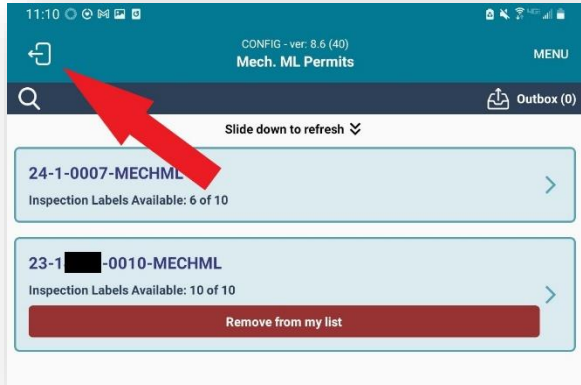 11:10
CONFIG - ver: 8.6 (40)
Mech. ML Permits
MENU
Outbox (0)
Slide down to refresh
24-1-0007-MECHML
Inspection Labels Available: 6 of 10
23-1 -0010-MECHML
Inspection Labels Available: 10 of 10
Remove from my list